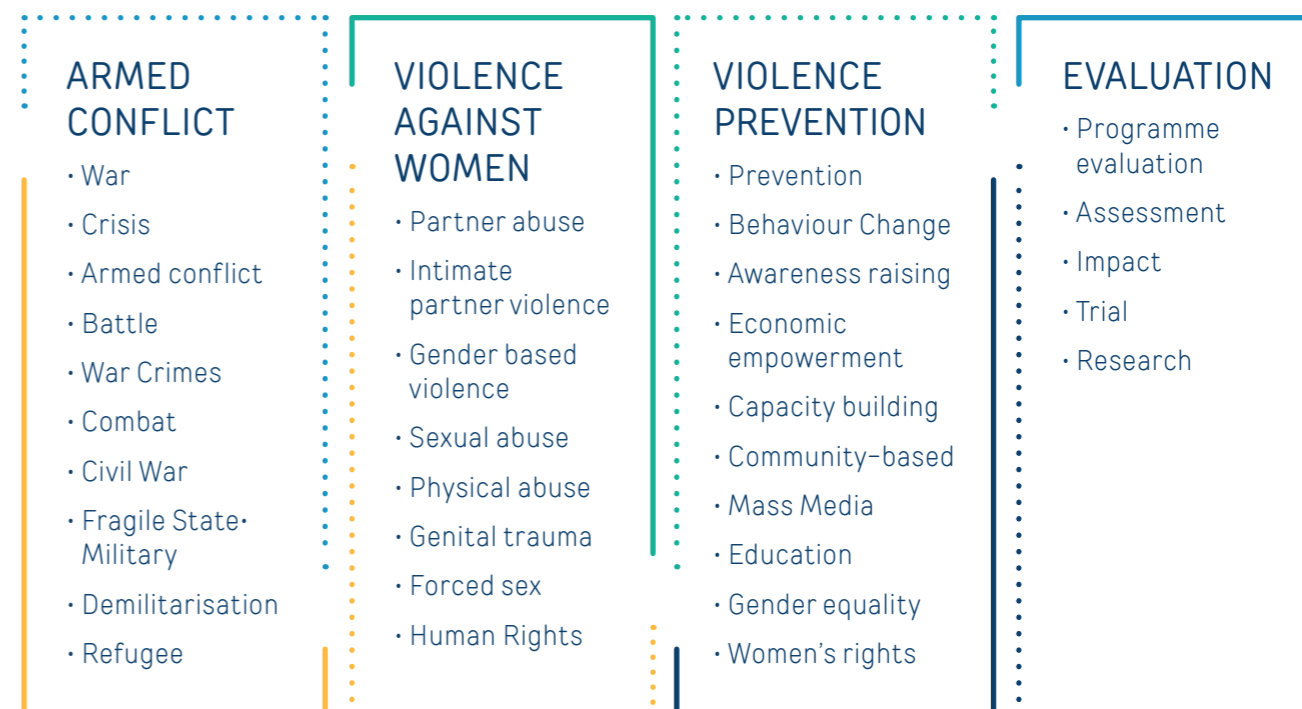 ARMED
CONFLICT
· War
· Crisis
· Armed conflict
· Battle
· War Crimes
· Combat
· Civil War
· Fragile State·
Military
· Demilitarisation
· Refugee
VIOLENCE
AGAINST
WOMEN
· Partner abuse
· Intimate
partner violence
· Gender based
violence
· Sexual abuse
· Physical abuse
· Genital trauma
· Forced sex
· Human Rights
VIOLENCE
PREVENTION
· Prevention
· Behaviour Change
· Awareness raising
· Economic
empowerment
· Capacity building
· Community-based
· Mass Media
· Education
· Gender equality
· Women’s rights
EVALUATION
· Programme
evaluation
· Assessment
· Impact
· Trial
· Research